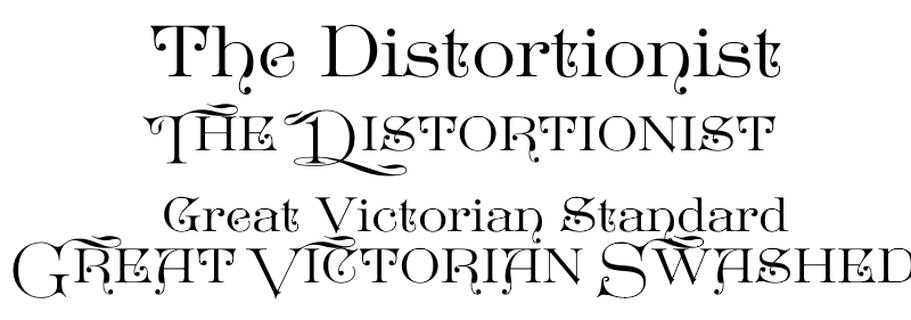 The Distortionist
THE DISTORTIONIST
Great Victorian Standard
GREAT VICTORIAN SWASHED